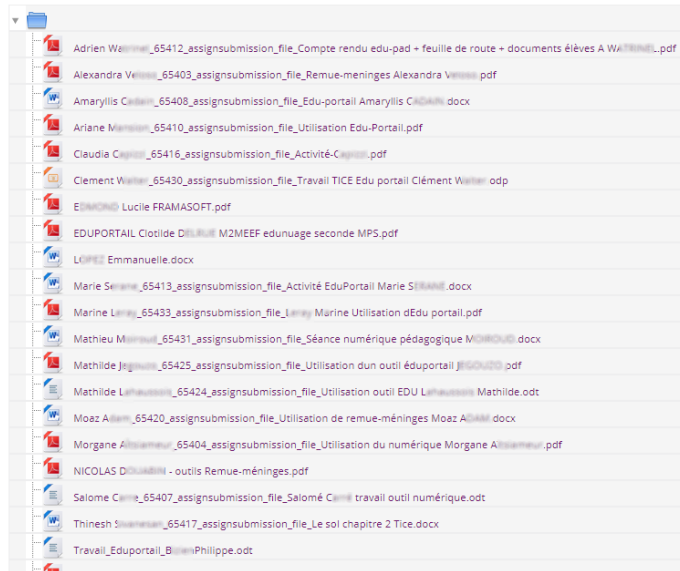 Adrien _65412_assignsubmission_file_Compte rendu edu-pad + feuille de route + documents élèves A .pdf
Alexandra _65403_assignsubmission_file_Remue-meninges Alexandra .pdf
Amaryllis _65408_assignsubmission_file_Edu-portail Amaryllis .docx
Ariane _65410_assignsubmission_file_Utilisation Edu-Portail.pdf
Claudia _65416_assignsubmission_file_Activité- .pdf
Clement _65430_assignsubmission_file_Travail TICE Edu portail Clément .odp
Lucile FRAMASOFT.pdf
EDUPORTAIL Clotilde M2MEEF edunuage seconde MPS.pdf
Emmanuelle.docx
Marie _65413_assignsubmission_file_Activité EduPortail Marie .docx
Marine _65433_assignsubmission_file_ Marine Utilisation dEdu portail.pdf
Mathieu _65431_assignsubmission_file_Séance numérique pédagogique .docx
Mathilde _65425_assignsubmission_file_Utilisation dun outil éduportail .pdf
Mathilde _65424_assignsubmission_file_Utilisation outil EDU Mathilde.odt
Moaz _65420_assignsubmission_file_Utilisation de remue-méninges Moaz .docx
Morgane _65404_assignsubmission_file_Utilisation du numérique Morgane .pdf
NICOLAS - outils Remue-méninges.pdf
Salome _65407_assignsubmission_file_Salomé travail outil numérique.odt
Thinesh _65417_assignsubmission_file_Le sol chapitre 2 Tice.docx
Travail_Eduportail_ Philippe.odt